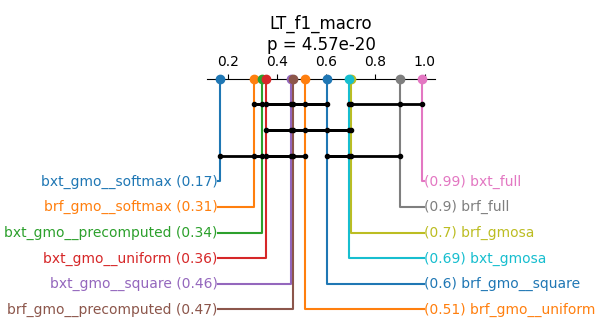 LT_f1_macro
p = 4.57e-20
0.2 0.4 0.6 0.8 1.0
bxt_gmo__softmax (0.17)
(0.99) bxt_full
brf_gmo__softmax (0.31)
(0.9) brf_full
bxt_gmo__precomputed (0.34)
(0.7) brf_gmosa
bxt_gmo__uniform (0.36)
(0.69) bxt_gmosa
bxt_gmo__square (0.46)
(0.6) brf_gmo__square
brf_gmo__precomputed (0.47)
(0.51) brf_gmo__uniform